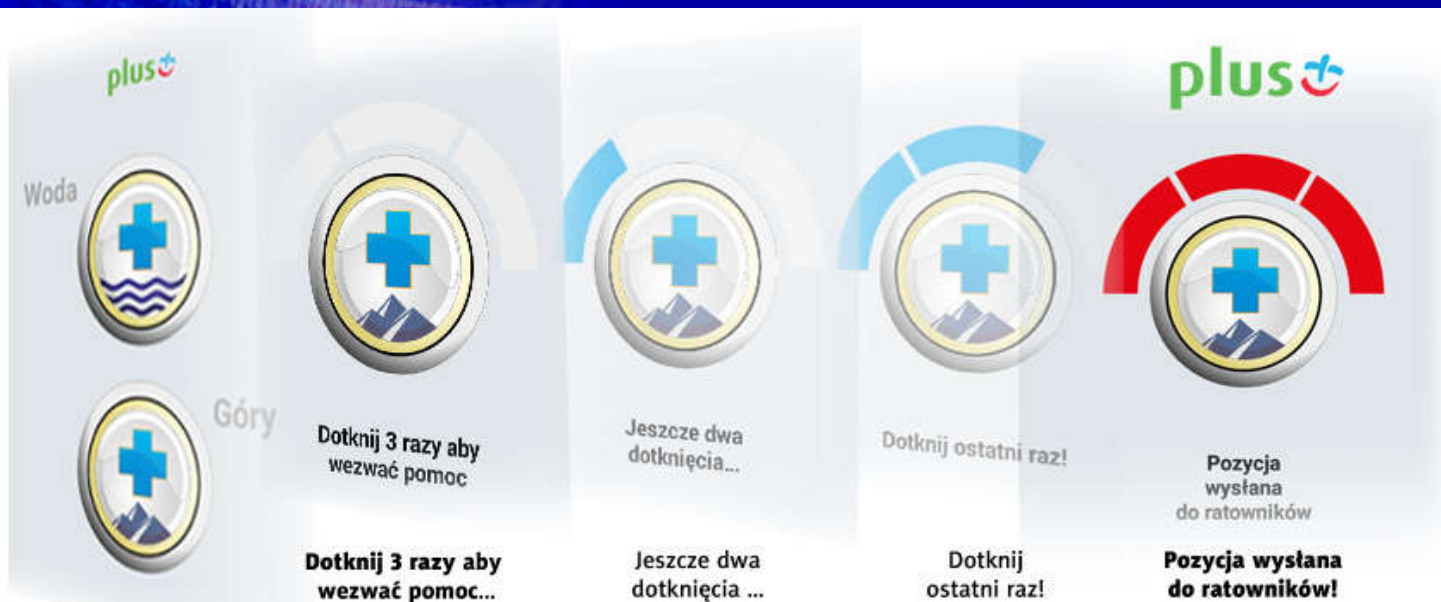 plus
Woda
Góry
Dotknij 3 razy aby
wezwać pomoc
Jeszcze dwa
dotknięcia...
Dotknij ostatni raz!
plus
Pozycja
wysłana
do ratowników
Dotknij 3 razy aby
wezwać pomoc...
Jeszcze dwa
dotknięcia ...
Dotknij
ostatni raz!
Pozycja wysłana
do ratowników!